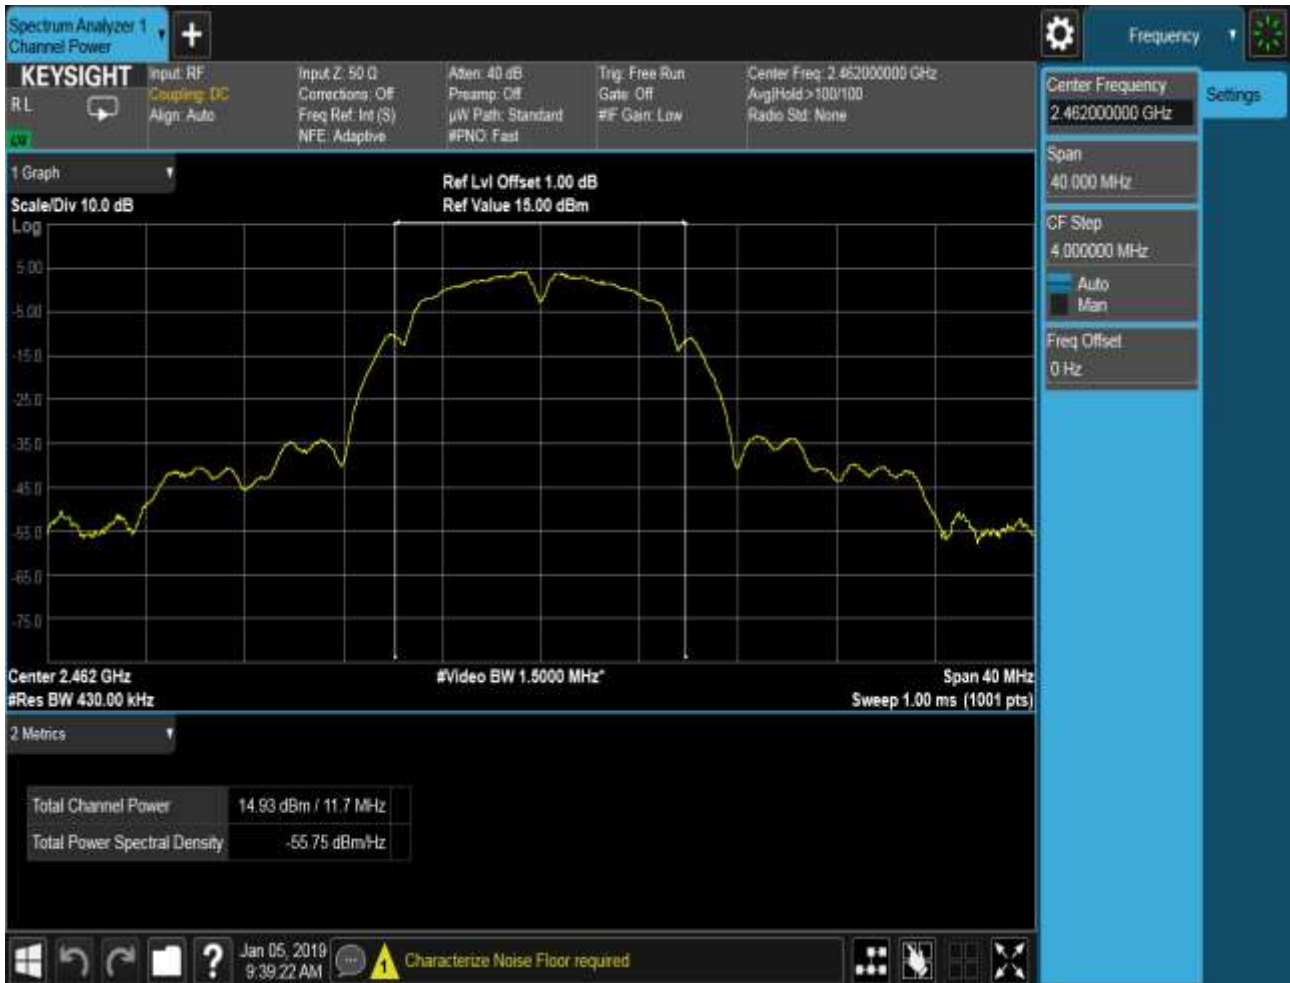 Spectrum Analyzer 1
Channel Power
Frequency
KEYSIGHT
RL
LXI
Input: RF
Coupling: DC
Align: Auto
Input Z: 50 Ω
Corrections: Off
Freq Ref: Int (S)
NFE: Adaptive
Atten: 40 dB
Preamp: Off
µW Path: Standard
#PNO: Fast
Trig: Free Run
Gate: Off
#IF Gain: Low
Center Freq: 2.462000000 GHz
Avg|Hold:>100/100
Radio Std: None
Center Frequency
2.462000000 GHz
Settings
Span
40.000 MHz
CF Step
4.000000 MHz
Auto
Man
Freq Offset
0 Hz
1 Graph
Scale/Div 10.0 dB
Ref Lvl Offset 1.00 dB
Ref Value 15.00 dBm
Log
5.00
-5.00
-15.0
-25.0
-35.0
-45.0
-55.0
-65.0
-75.0
Center 2.462 GHz
#Video BW 1.5000 MHz*
Span 40 MHz
#Res BW 430.00 kHz
Sweep 1.00 ms (1001 pts)
2 Metrics
Total Channel Power 14.93 dBm / 11.7 MHz
Total Power Spectral Density -55.75 dBm/Hz
?
Jan 05, 2019
9:39:22 AM
1
Characterize Noise Floor required